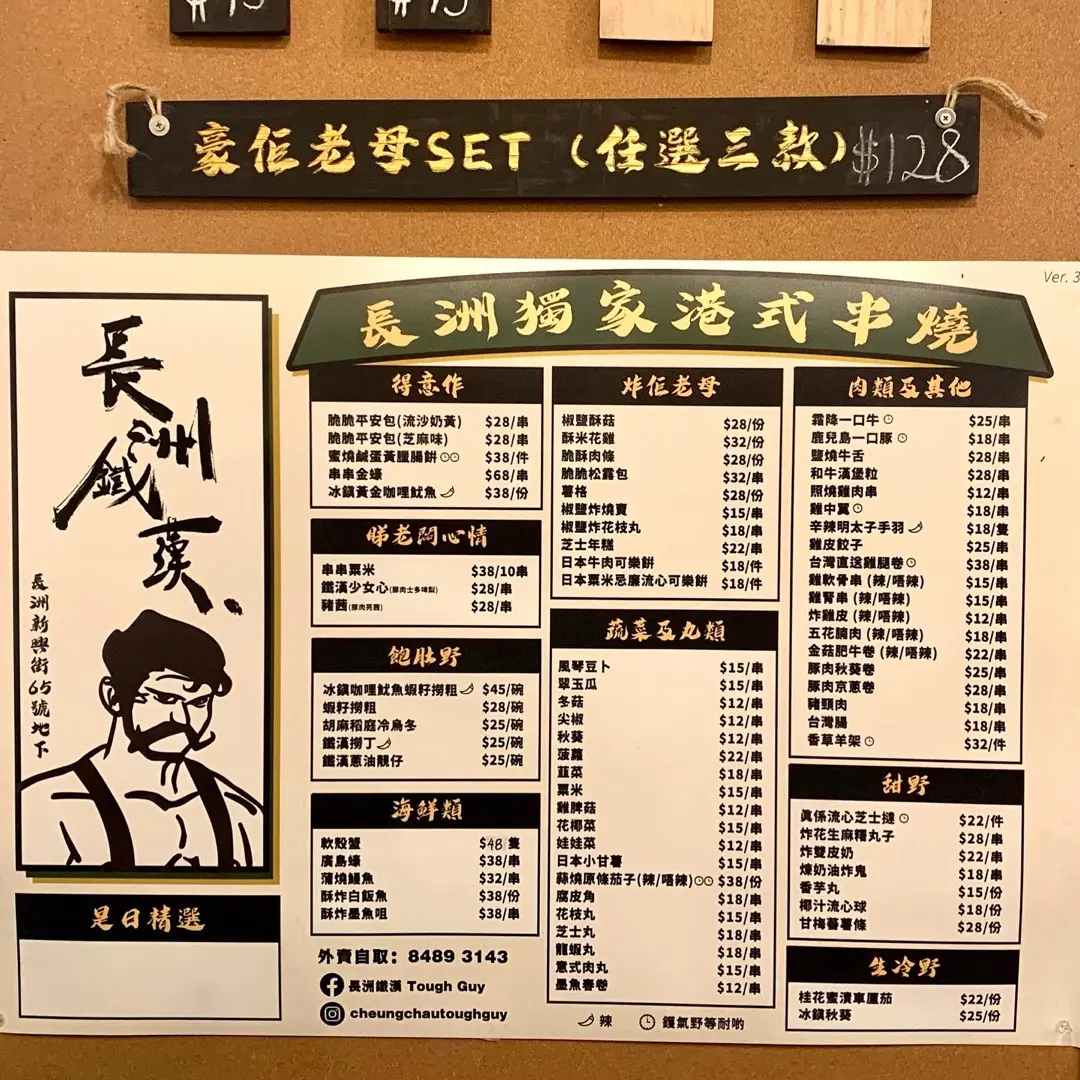 豪佢老母SET（任選三款）$128
Ver. 3
長洲獨家港式串燒
長洲
鐵
漢.
長洲新興街65號地下
是日精選
得意作
脆脆平安包(流沙奶黃) $28/串
脆脆平安包(芝麻味) $28/串
蜜燒鹹蛋黃臘腸餅 $38/件
串串金蠔 $68/串
冰鎮黃金咖哩魷魚 $38/份
睇老闆心情
串串粟米 $38/10串
鐵漢少女心(豚肉士多啤梨) $28/串
豬茜(豚肉芫茜) $28/串
飽肚野
冰鎮咖哩魷魚蝦籽撈粗 $45/碗
蝦籽撈粗 $28/碗
胡麻稻庭冷烏冬 $25/碗
鐵漢撈丁 $25/碗
鐵漢蔥油靚仔 $25/碗
海鮮類
軟殼蟹 $48 隻
廣島蠔 $38/串
蒲燒鰻魚 $32/串
酥炸白飯魚 $38/份
酥炸墨魚咀 $38/串
外賣自取：8489 3143
長洲鐵漢 Tough Guy
cheungchautoughguy
炸佢老母
椒鹽酥菇 $28/份
酥米花雞 $32/份
脆酥肉條 $28/份
脆脆松露包 $32/串
薯格 $28/份
椒鹽炸燒賣 $15/串
椒鹽炸花枝丸 $18/串
芝士年糕 $22/串
日本牛肉可樂餅 $18/件
日本粟米忌廉流心可樂餅 $18/件
蔬菜及丸類
風琴豆卜 $15/串
翠玉瓜 $15/串
冬菇 $12/串
尖椒 $12/串
秋葵 $12/串
菠蘿 $22/串
韮菜 $18/串
粟米 $15/串
雞脾菇 $12/串
花椰菜 $15/串
娃娃菜 $12/串
日本小甘薯 $15/串
蒜燒原條茄子(辣/唔辣) $38/份
腐皮角 $18/串
花枝丸 $15/串
芝士丸 $18/串
龍蝦丸 $18/串
意式肉丸 $15/串
墨魚春卷 $12/串
辣 鑊氣野等耐啲
肉類及其他
霜降一口牛 $25/串
鹿兒島一口豚 $18/串
鹽燒牛舌 $28/串
和牛漢堡粒 $28/串
照燒雞肉串 $12/串
雞中翼 $18/串
辛辣明太子手羽 $18/隻
雞皮餃子 $25/串
台灣直送雞腿卷 $38/串
雞軟骨串 (辣/唔辣) $15/串
雞腎串 (辣/唔辣) $15/串
炸雞皮 (辣/唔辣) $12/串
五花腩肉 (辣/唔辣) $18/串
金菇肥牛卷 (辣/唔辣) $22/串
豚肉秋葵卷 $25/串
豚肉京蔥卷 $28/串
豬頸肉 $18/串
台灣腸 $18/串
香草羊架 $32/件
甜野
眞係流心芝士撻 $22/件
炸花生麻糬丸子 $28/串
炸雙皮奶 $22/串
煉奶油炸鬼 $18/串
香芋丸 $15/份
椰汁流心球 $18/份
甘梅蕃薯條 $28/份
生冷野
桂花蜜漬車厘茄 $22/份
冰鎮秋葵 $25/份